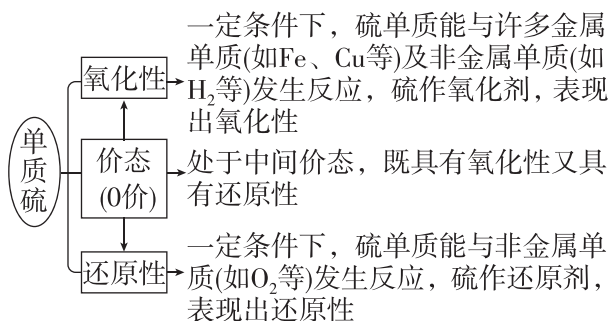 一定条件下，硫单质能与许多金属
单质(如Fe、Cu等)及非金属单质(如
氧化性
H₂等)发生反应，硫作氧化剂，表现
出氧化性
单质硫
价态
(0价)
处于中间价态，既具有氧化性又具
有还原性
一定条件下，硫单质能与非金属单
还原性
质(如O₂等)发生反应，硫作还原剂，
表现出还原性